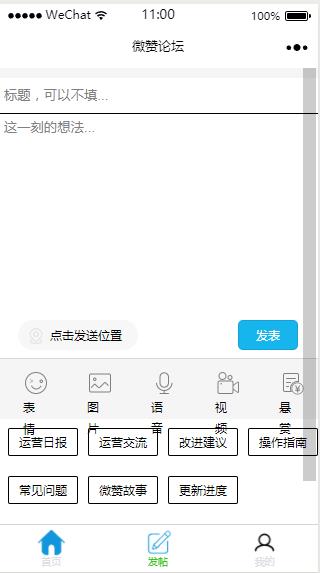 WeChat 11:00 100%
微赞论坛
标题，可以不填...
这一刻的想法...
点击发送位置 发表
表情 图片 语音 视频 悬赏
运营日报 运营交流 改进建议 操作指南
常见问题 微赞故事 更新进度
首页 发帖 我的